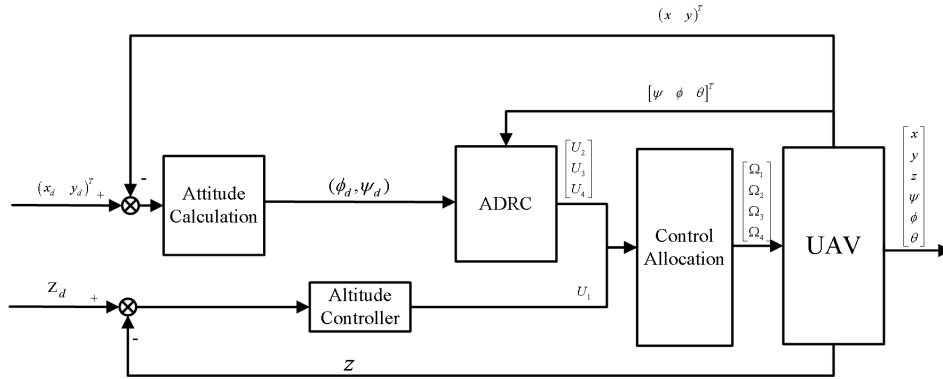 (x y)^T
[ψ ϕ θ]^T
(x_d y_d)^T
+
-
Attitude
Calculation
(ϕ_d, ψ_d)
ADRC
[U_2
U_3
U_4]
Control
Allocation
[Ω_1
Ω_2
Ω_3
Ω_4]
UAV
[x
y
z
ψ
ϕ
θ]
Z_d
+
-
Altitude
Controller
U_1
z